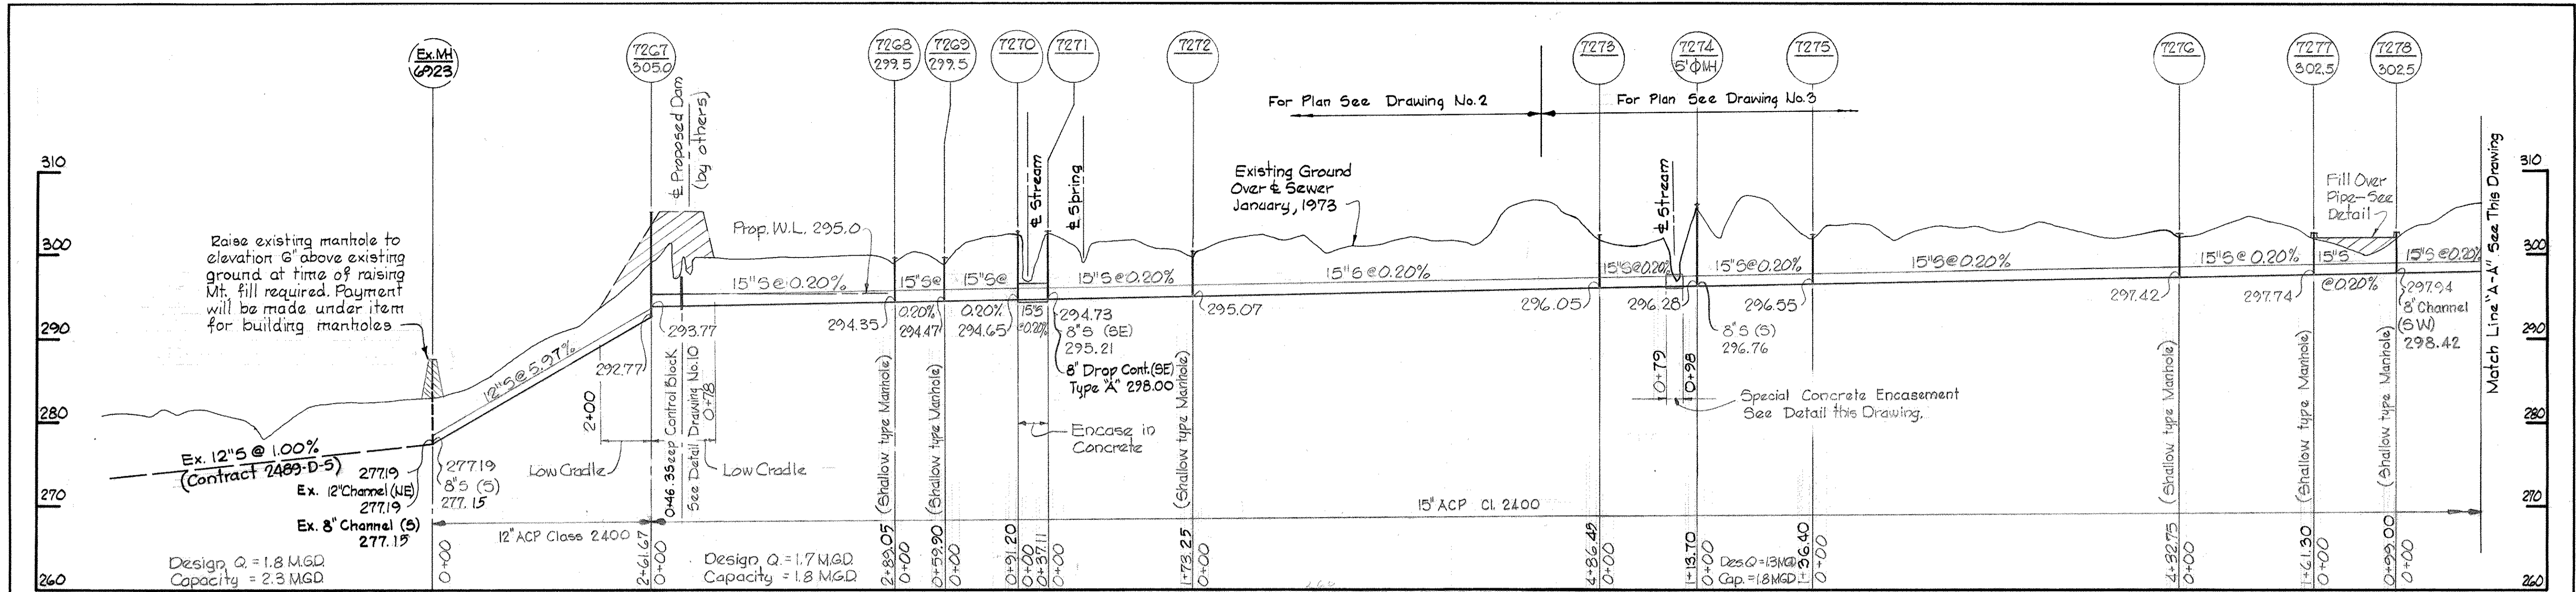 Ex. MH
6923
7267
305.0
7268
299.5
7269
299.5
7270
7271
7272
7273
7274
5'Φ MH
7275
7276
7277
302.5
7278
302.5
℄ Proposed Dam
(by others)
For Plan See Drawing No. 2
For Plan See Drawing No. 3
310
300
290
280
270
260
Raise existing manhole to
elevation 6" above existing
ground at time of raising
Mt. fill required. Payment
will be made under item
for building manholes
Prop. W.L. 295.0
℄ Stream
℄ Spring
Existing Ground
Over ℄ Sewer
January, 1973
℄ Stream
Fill Over
Pipe-See
Detail
Match Line "A-A". See This Drawing
310
300
290
280
270
260
12"S @ 5.97%
15"S @ 0.20%
15"S @
0.20%
15"S @
0.20%
15"S
@ 0.20%
15"S @ 0.20%
15"S @ 0.20%
15"S @ 0.20%
15"S @ 0.20%
15"S @ 0.20%
15"S @ 0.20%
15"S
@ 0.20%
15"S @ 0.20%
292.77
293.77
294.35
294.47
294.65
294.73
8"S (SE)
295.21
8" Drop Cont. (SE)
Type "A" 298.00
295.07
296.05
296.28
8"S (S)
296.76
296.55
297.42
297.74
297.94
8" Channel
(SW)
298.42
Ex. 12"S @ 1.00%
(Contract 2489-D-5)
277.19
Ex. 12" Channel (NE)
277.19
Ex. 8" Channel (S)
277.15
277.19
8"S (S)
277.15
2+00
Low Cradle
0+46.35 Seep Control Block
See Detail Drawing No. 10
0+78
Low Cradle
(Shallow type Manhole)
(Shallow type Manhole)
Encase in
Concrete
(Shallow type Manhole)
0+79
0+98
Special Concrete Encasement
See Detail this Drawing.
(Shallow type Manhole)
(Shallow type Manhole)
(Shallow type Manhole)
12" ACP Class 2400
15" ACP Cl. 2400
Design Q. = 1.8 M.G.D.
Capacity = 2.3 M.G.D.
0+00
2+61.67
0+00
Design Q. = 1.7 M.G.D.
Capacity = 1.8 M.G.D.
2+89.05
0+00
0+59.90
0+00
0+91.20
0+00
0+37.11
0+00
1+73.25
0+00
4+86.49
0+00
1+13.70
0+00
Des. Q = 1.3 MGD
Cap. = 1.8 MGD
1+36.40
0+00
4+32.75
0+00
1+61.30
0+00
0+99.00
0+00